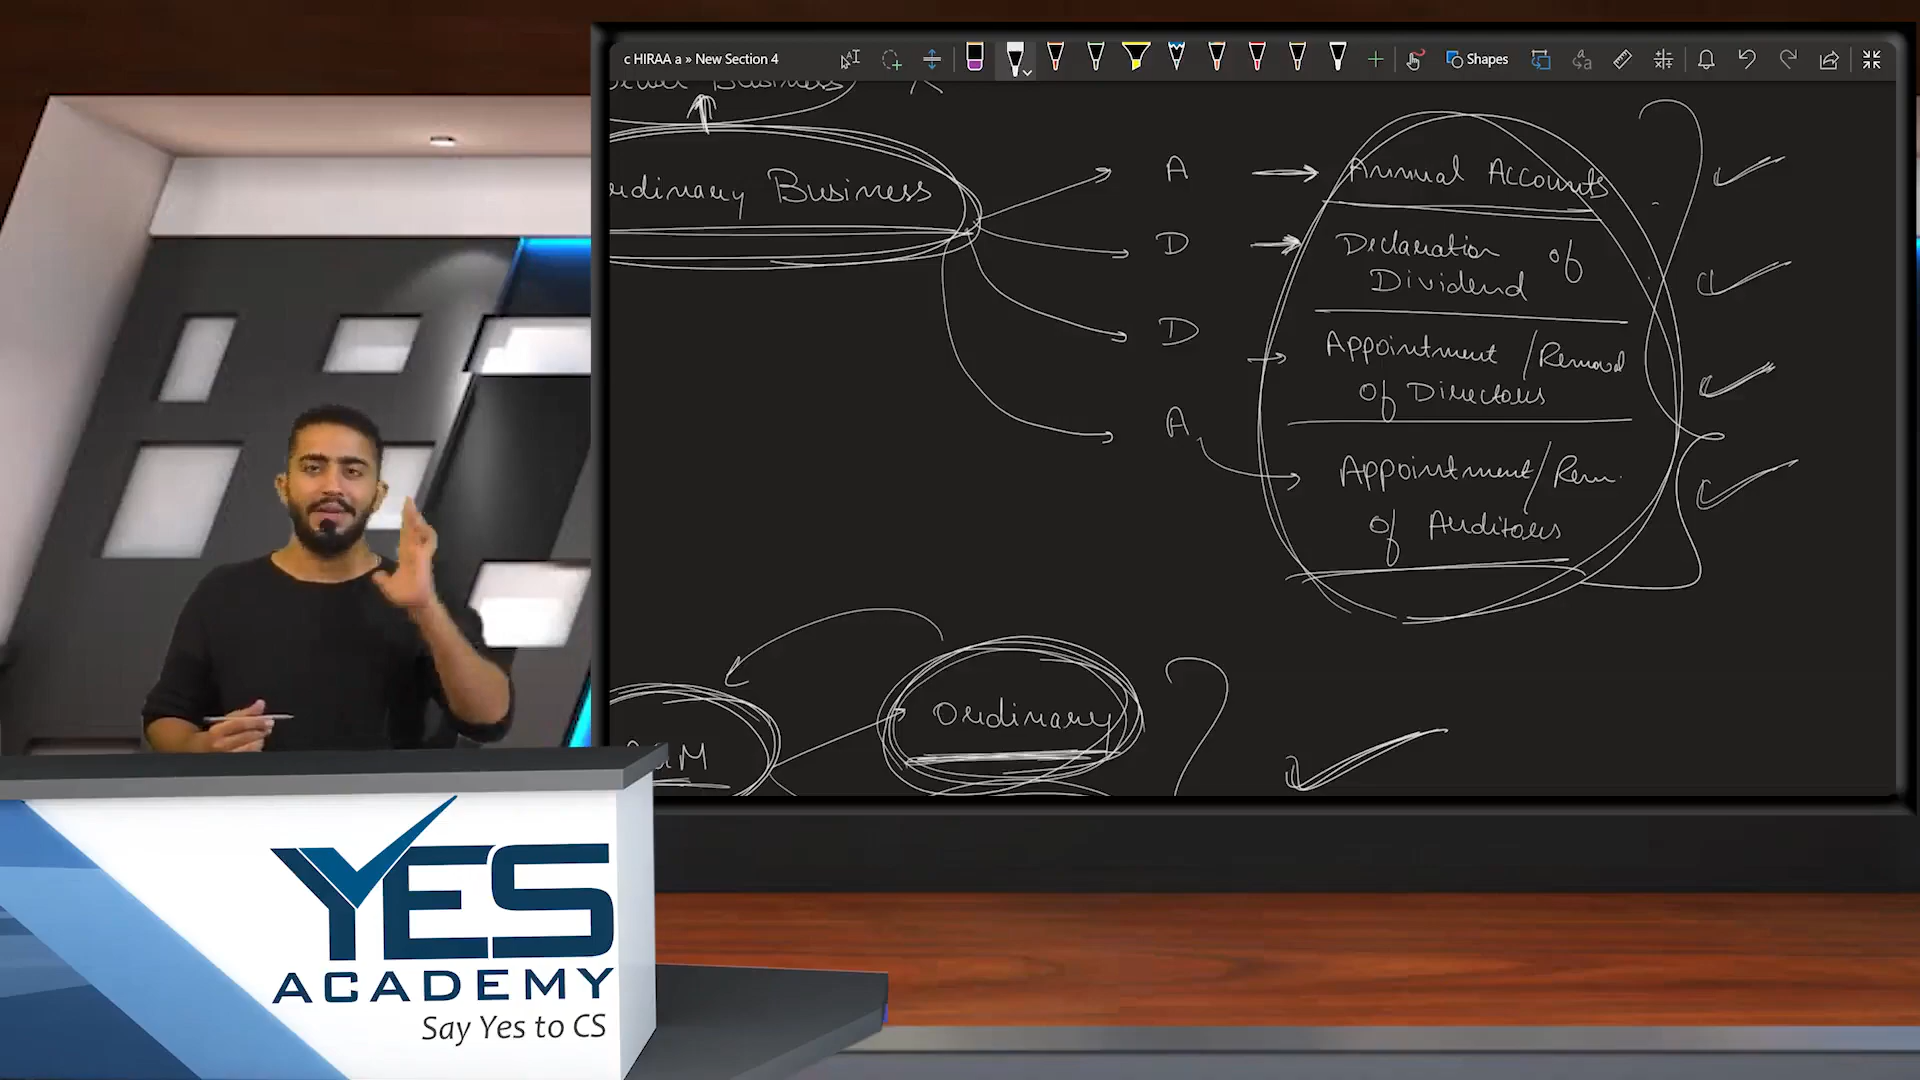 c HIRAA a » New Section 4
Shapes
Business
Ordinary Business
A
Annual Accounts
D
Declaration of
Dividend
D
Appointment / Removal
of Directors
A
Appointment / Rem.
of Auditors
Ordinary
YES
ACADEMY
Say Yes to CS